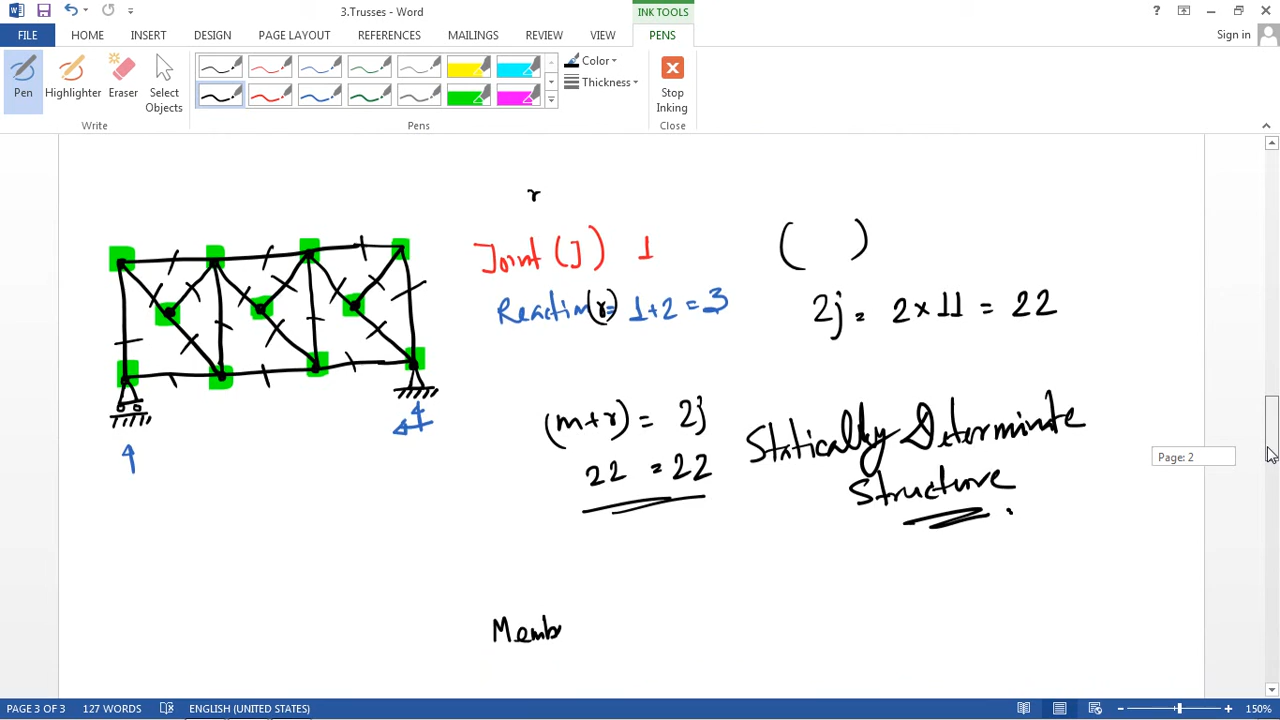 3.Trusses - Word
INK TOOLS
Sign in
FILE HOME INSERT DESIGN PAGE LAYOUT REFERENCES MAILINGS REVIEW VIEW PENS
Pen Highlighter Eraser Select Objects
Color
Thickness
Stop Inking
Write Pens Close
r
Joint (J) 1 ( )
Reaction(r)= 1+2 = 3 2j = 2 × 11 = 22
(m+r) = 2j Statically Determinate
22 = 22 Structure
Page: 2
Memb
PAGE 3 OF 3 127 WORDS ENGLISH (UNITED STATES) 150%